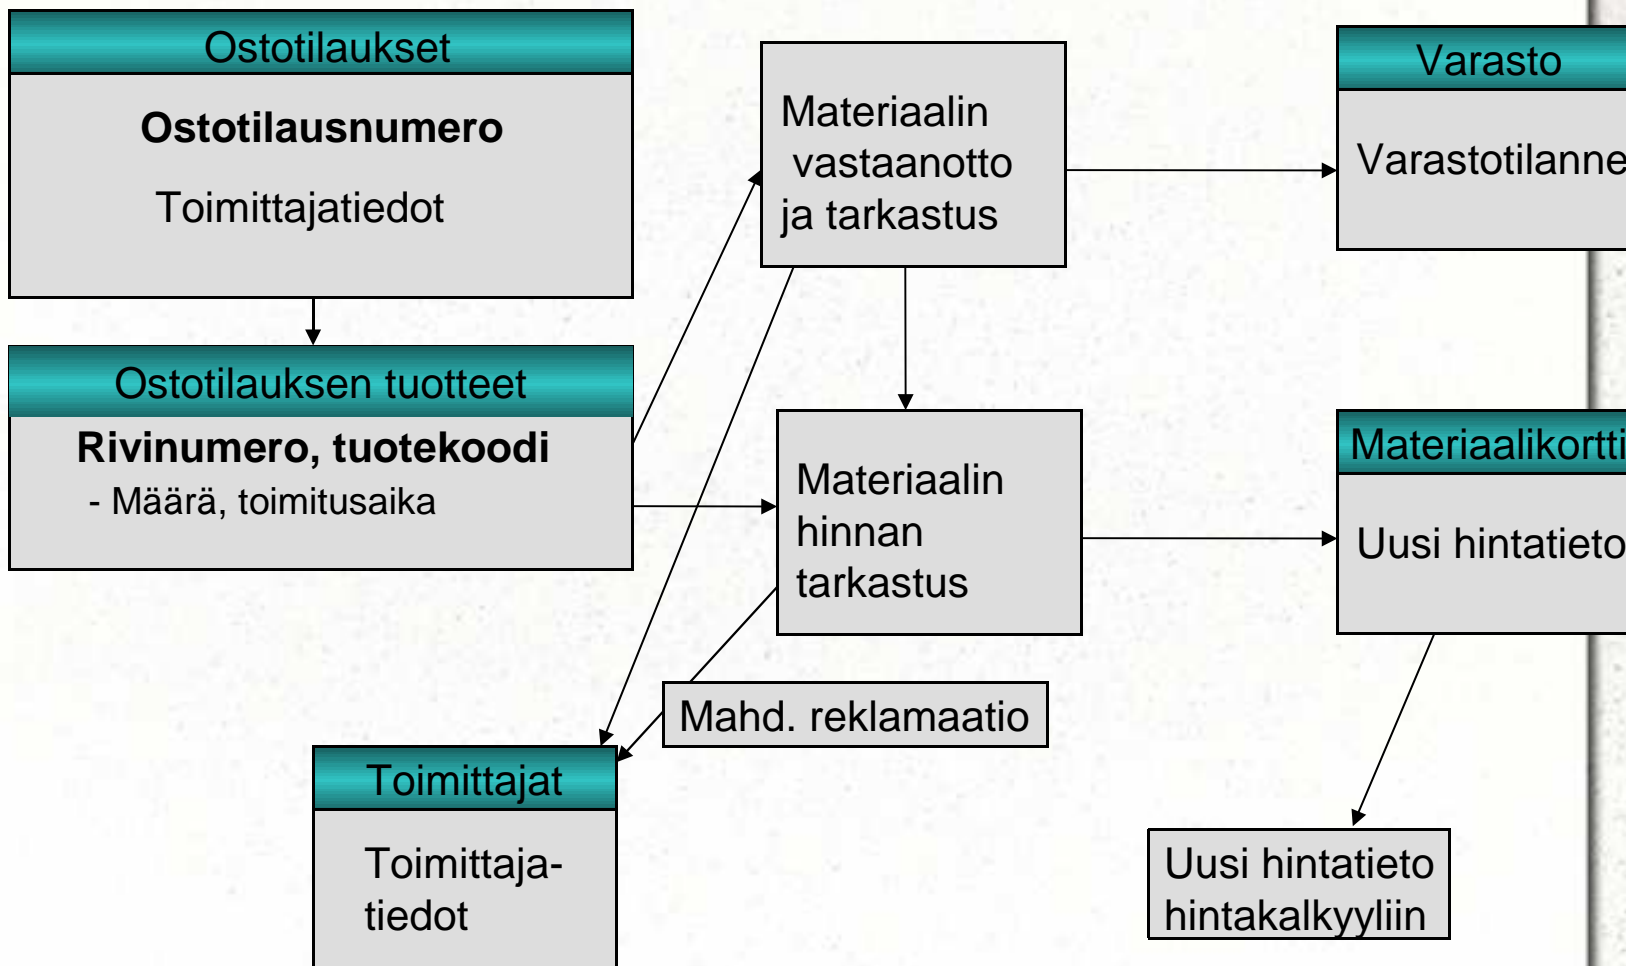 Ostotilaukset
Ostotilausnumero
Toimittajatiedot
Ostotilauksen tuotteet
Rivinumero, tuotekoodi
- Määrä, toimitusaika
Materiaalin
vastaanotto
ja tarkastus
Varasto
Varastotilanne
Materiaalin
hinnan
tarkastus
Materiaalikortti
Uusi hintatieto
Mahd. reklamaatio
Toimittajat
Toimittaja-
tiedot
Uusi hintatieto
hintakalkyyliin